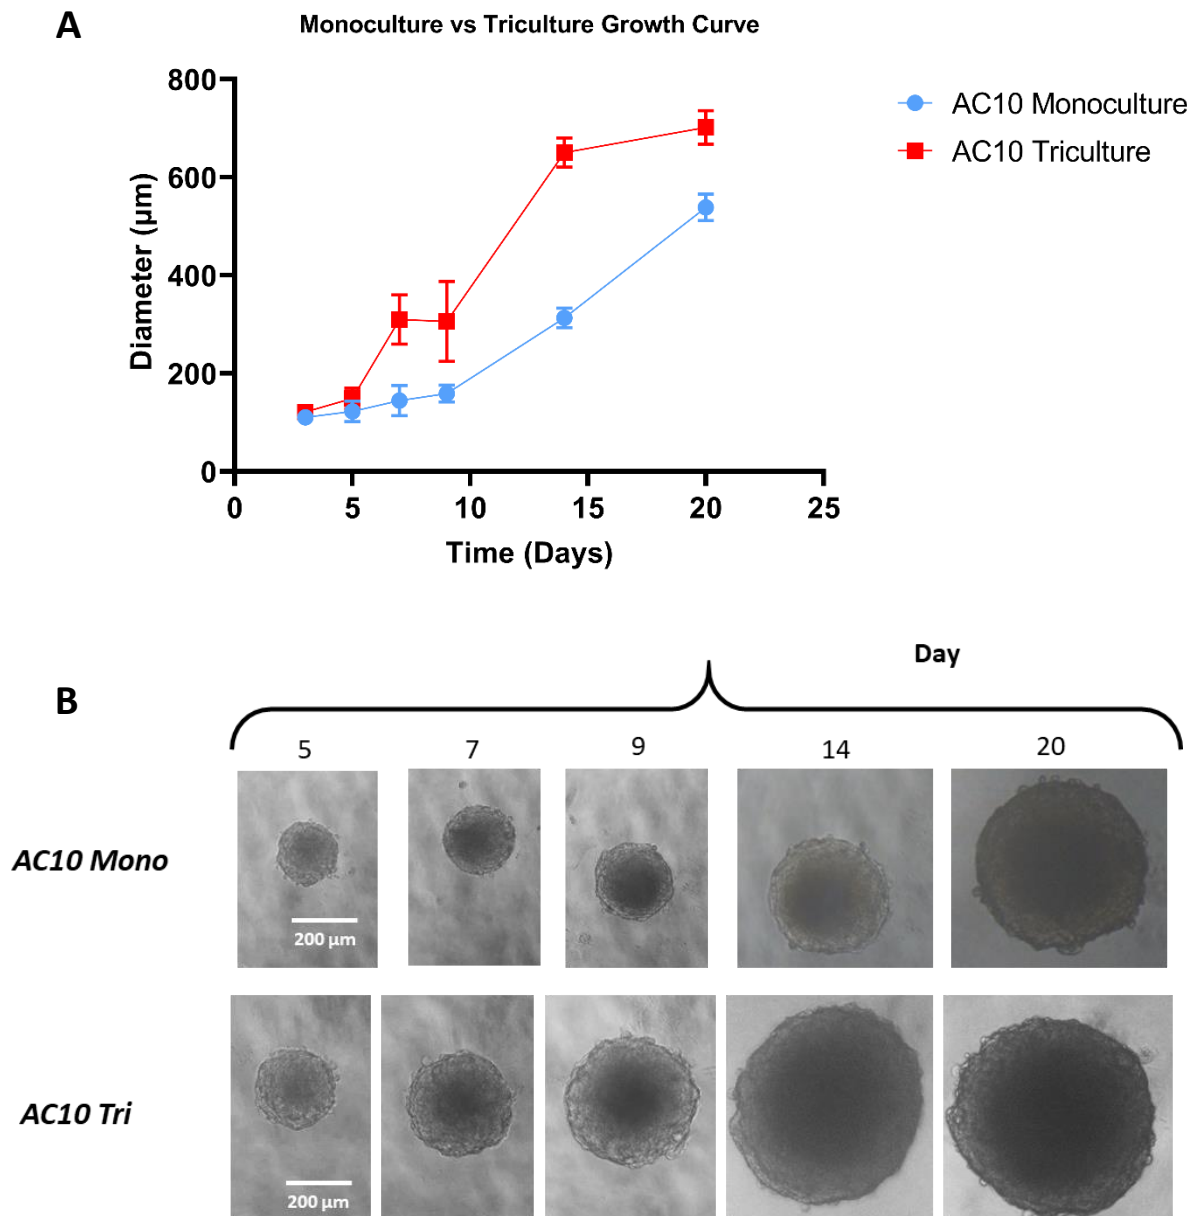 A
Monoculture vs Triculture Growth Curve
800
600
400
200
0
Diameter (μm)
0 5 10 15 20 25
Time (Days)
AC10 Monoculture
AC10 Triculture
B
Day
5 7 9 14 20
AC10 Mono
200 μm
AC10 Tri
200 μm